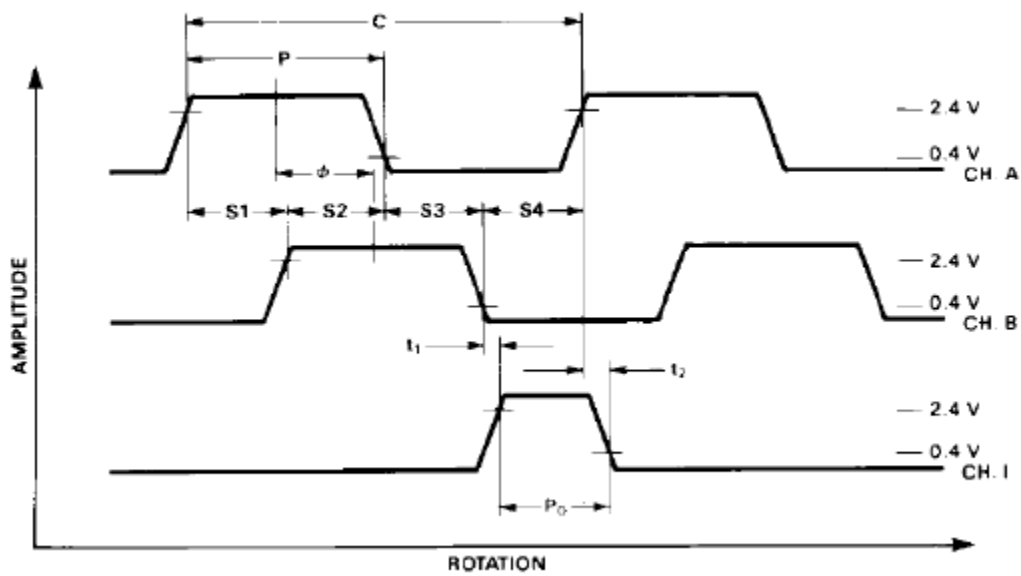 C
P
2.4 V
0.4 V
CH. A
ϕ
S1 S2 S3 S4
2.4 V
0.4 V
CH. B
AMPLITUDE
t₁
t₂
2.4 V
0.4 V
CH. I
P₀
ROTATION